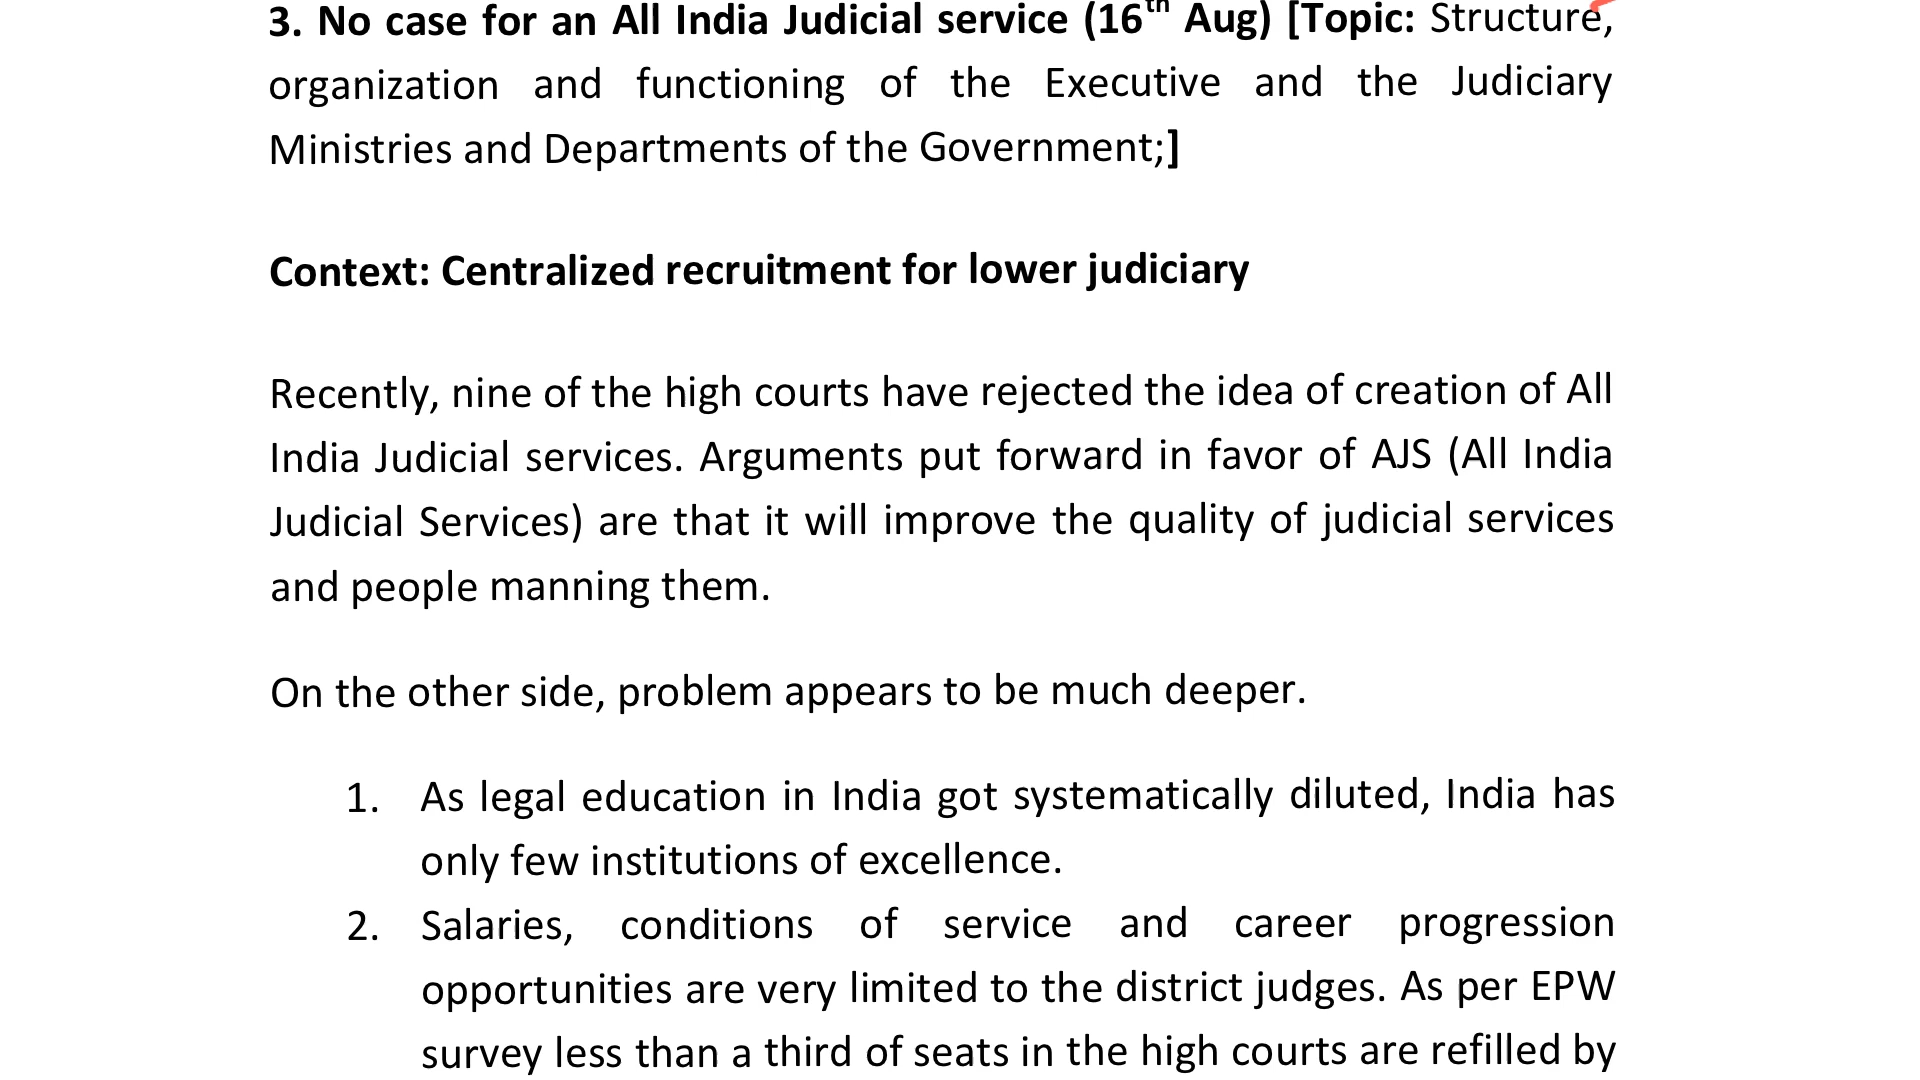 3. No case for an All India Judicial service (16th Aug) [Topic: Structure,
organization and functioning of the Executive and the Judiciary
Ministries and Departments of the Government;]
Context: Centralized recruitment for lower judiciary
Recently, nine of the high courts have rejected the idea of creation of All
India Judicial services. Arguments put forward in favor of AJS (All India
Judicial Services) are that it will improve the quality of judicial services
and people manning them.
On the other side, problem appears to be much deeper.
1. As legal education in India got systematically diluted, India has
only few institutions of excellence.
2. Salaries, conditions of service and career progression
opportunities are very limited to the district judges. As per EPW
survey less than a third of seats in the high courts are refilled by